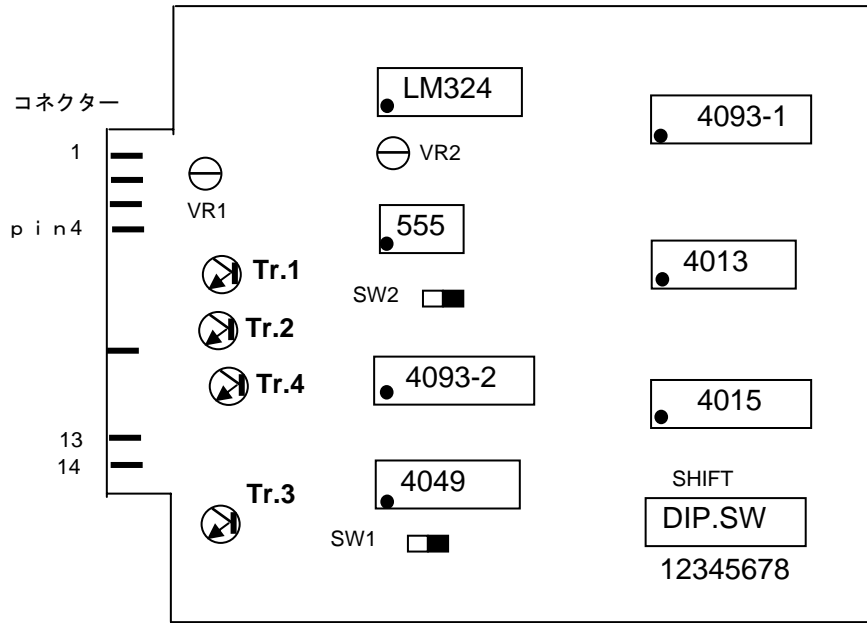 コネクター
1
ｐｉｎ4
13
14
VR1
Tr.1
Tr.2
Tr.4
Tr.3
LM324
VR2
555
SW2
4093-2
4049
SW1
4093-1
4013
4015
SHIFT
DIP.SW
12345678